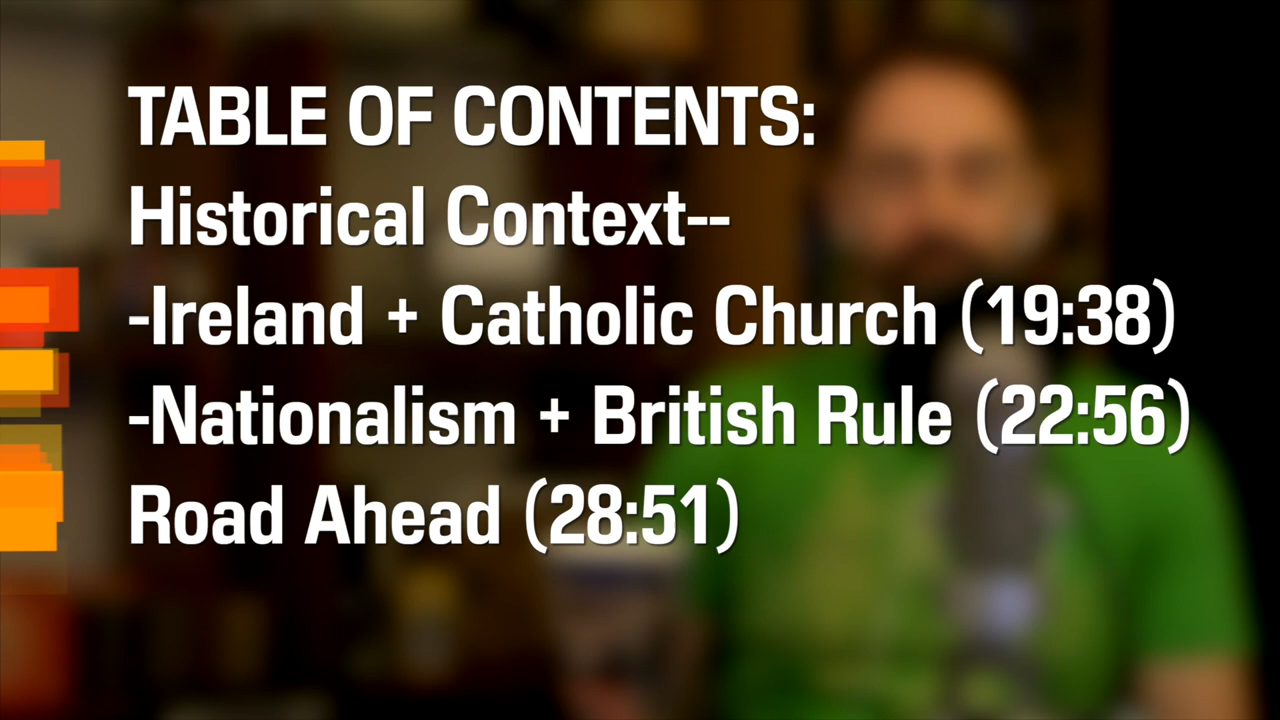 TABLE OF CONTENTS:
Historical Context--
-Ireland + Catholic Church (19:38)
-Nationalism + British Rule (22:56)
Road Ahead (28:51)